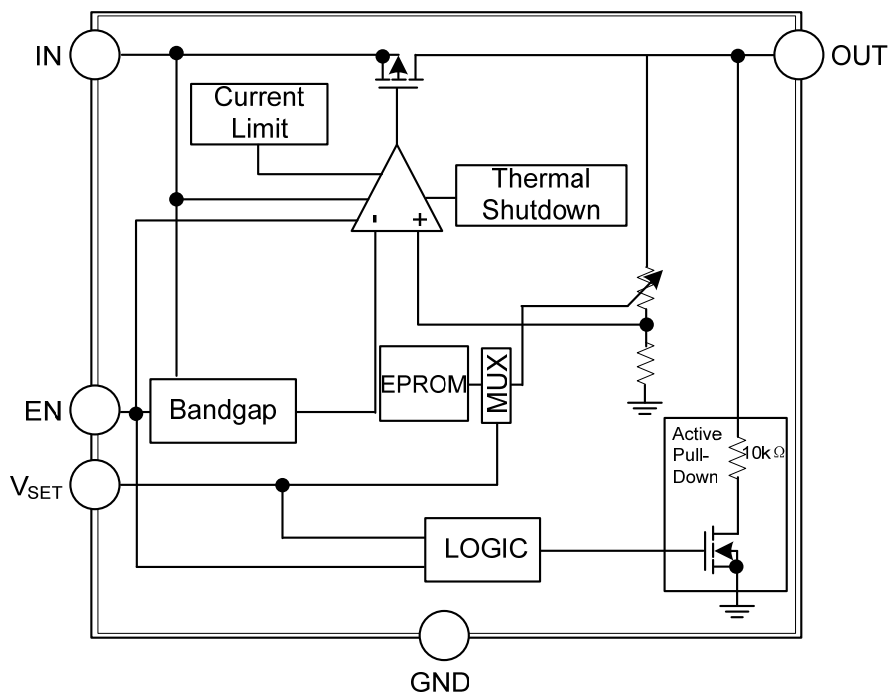 IN
OUT
Current
Limit
Thermal
Shutdown
-
+
EPROM
MUX
EN
Bandgap
Active
Pull-
Down
10kΩ
VSET
LOGIC
GND